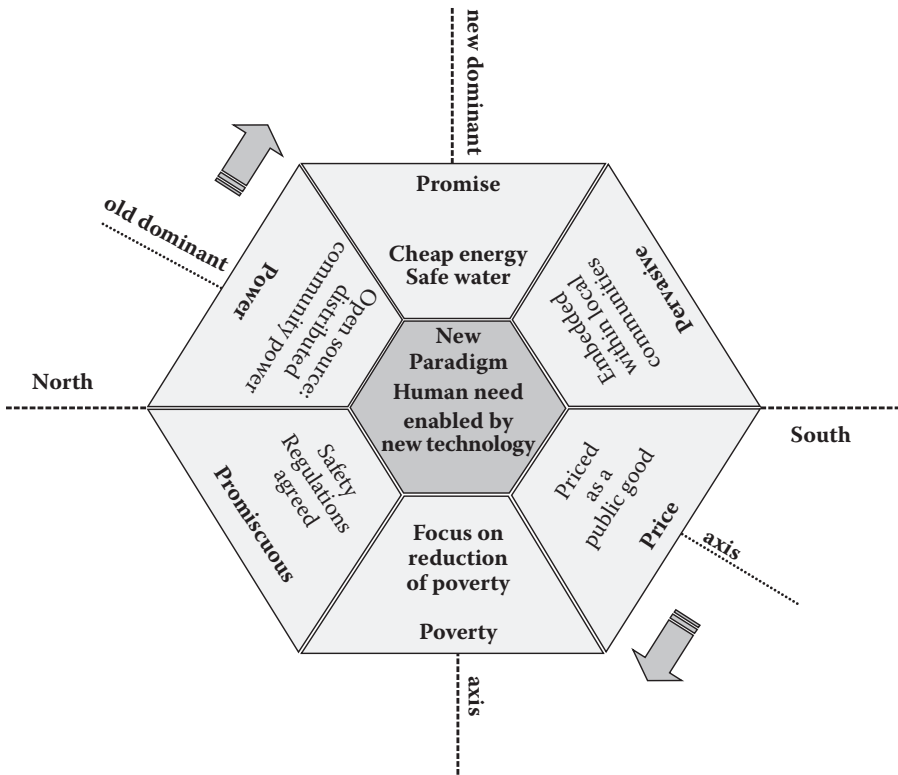 new dominant
old dominant
Promise
Cheap energy
Safe water
Power
Open source:
distributed
community power
Pervasive
Embedded
within local
communities
New
Paradigm
Human need
enabled by
new technology
North
South
Promiscuous
Safety
Regulations
agreed
Priced
as a
public good
Price
axis
Focus on
reduction
of poverty
Poverty
axis